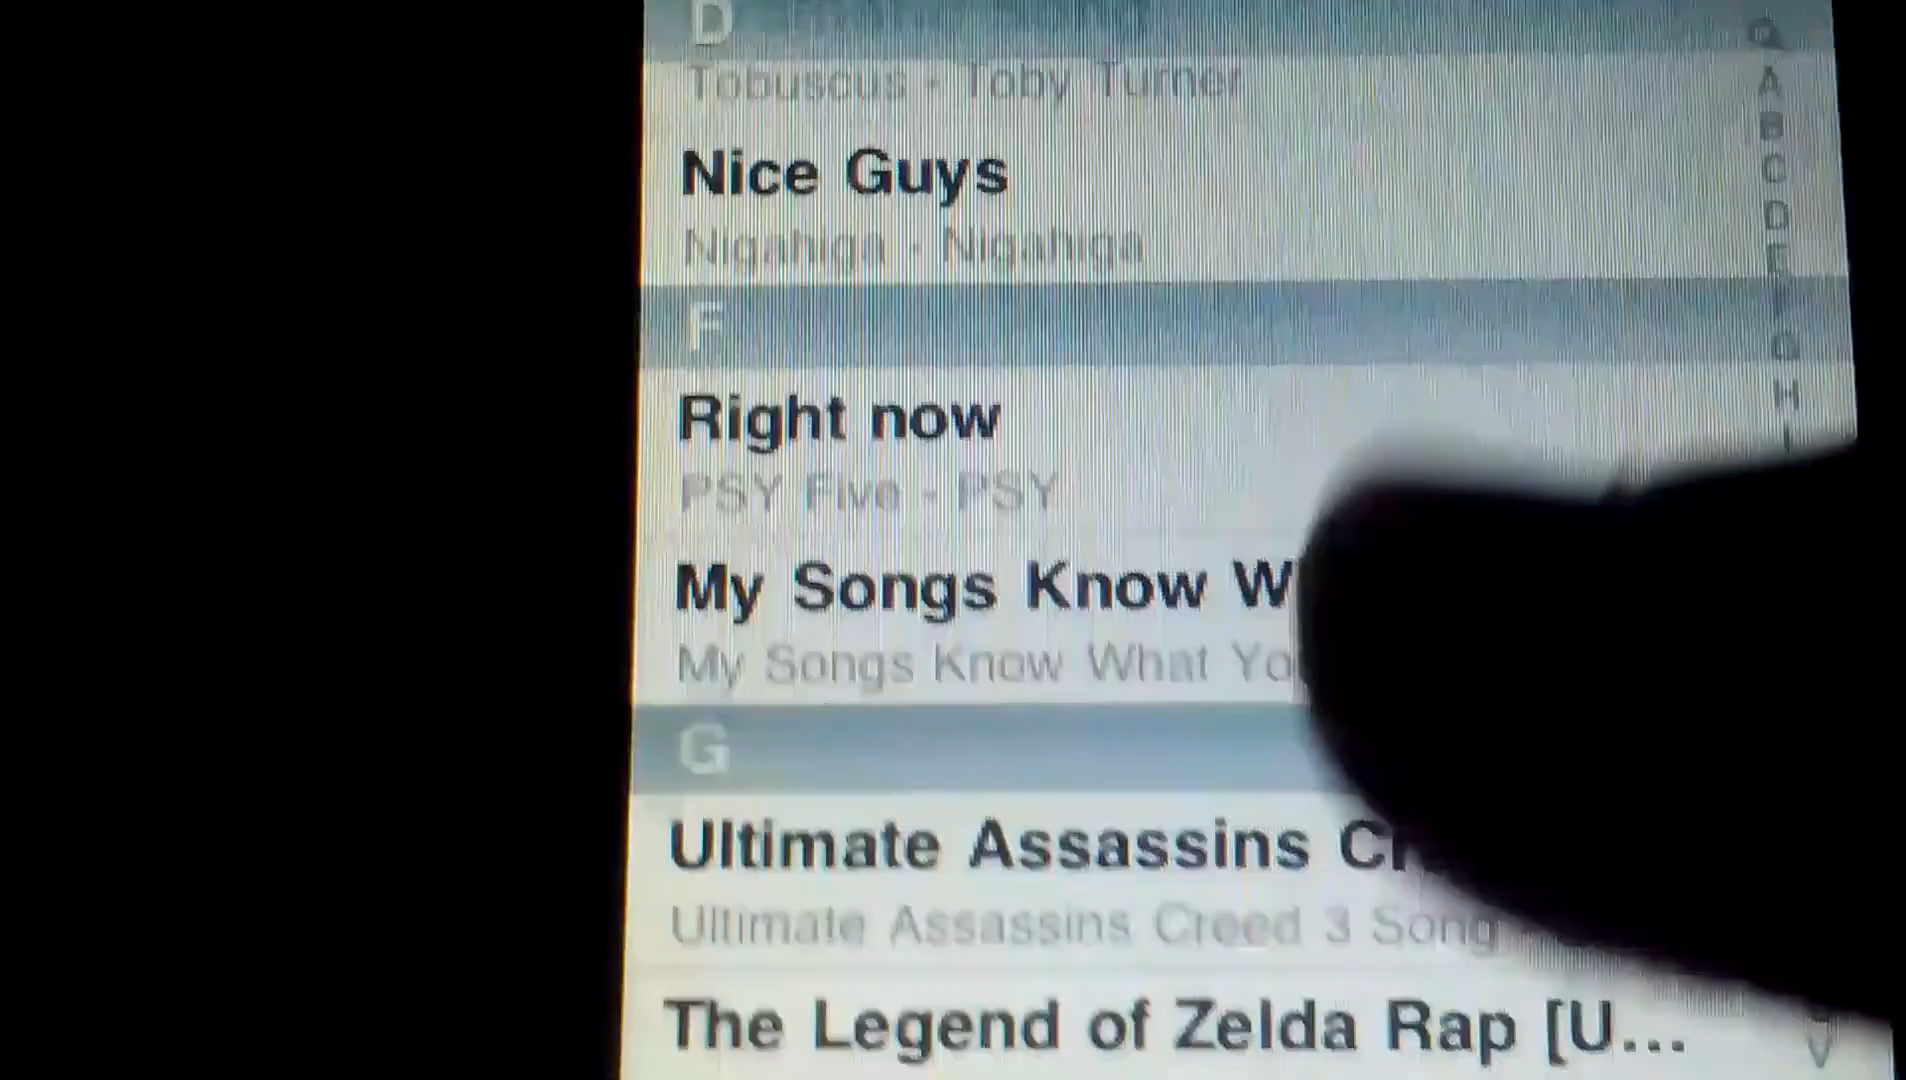 D
Tobuscus - Toby Turner
Nice Guys
Nigahiga - Nigahiga
F
Right now
PSY Five - PSY
My Songs Know W
My Songs Know What Yo
G
Ultimate Assassins Cr
Ultimate Assassins Creed 3 Song
The Legend of Zelda Rap [U...
A
B
C
D
E
F
G
H
I
V